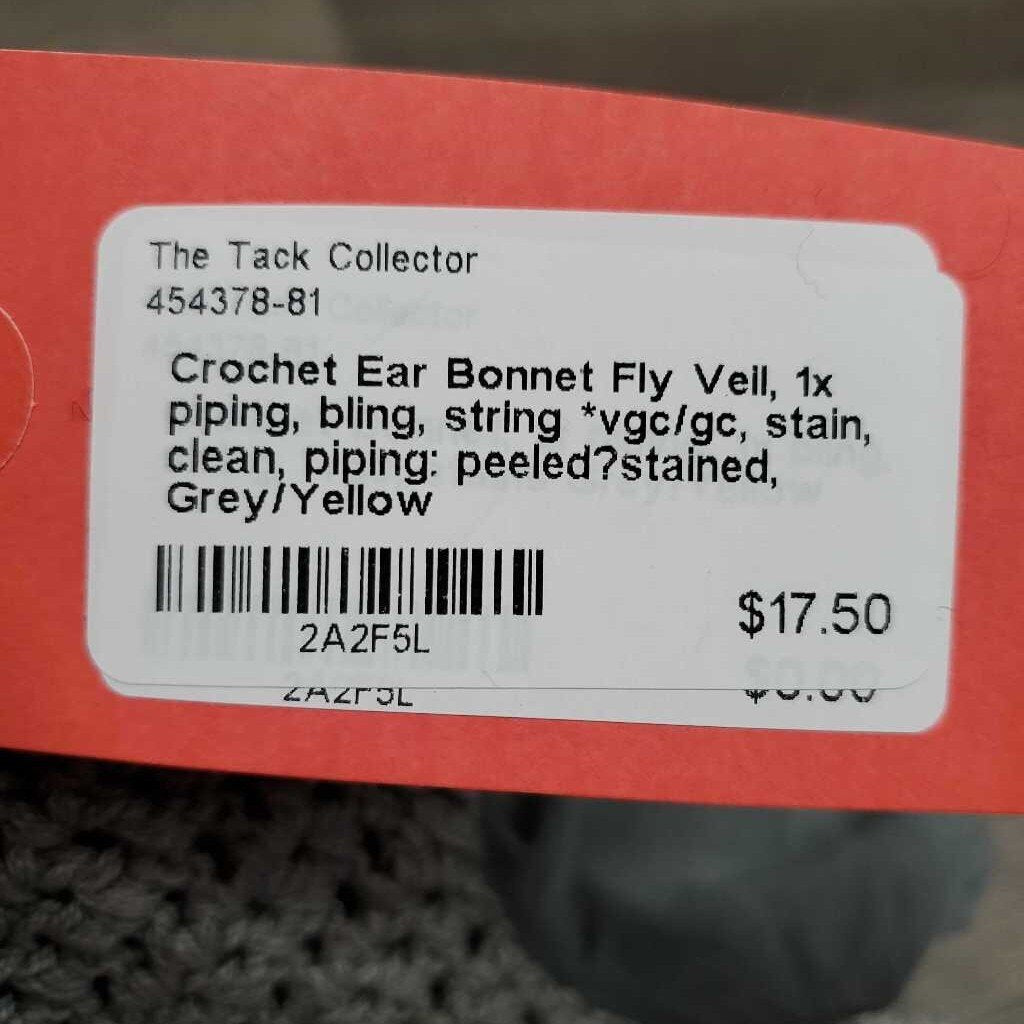 The Tack Collector
454378-81
Crochet Ear Bonnet Fly Veil, 1x
piping, bling, string *vgc/gc, stain,
clean, piping: peeled?stained,
Grey/Yellow
$17.50
2A2F5L
2A2F5L